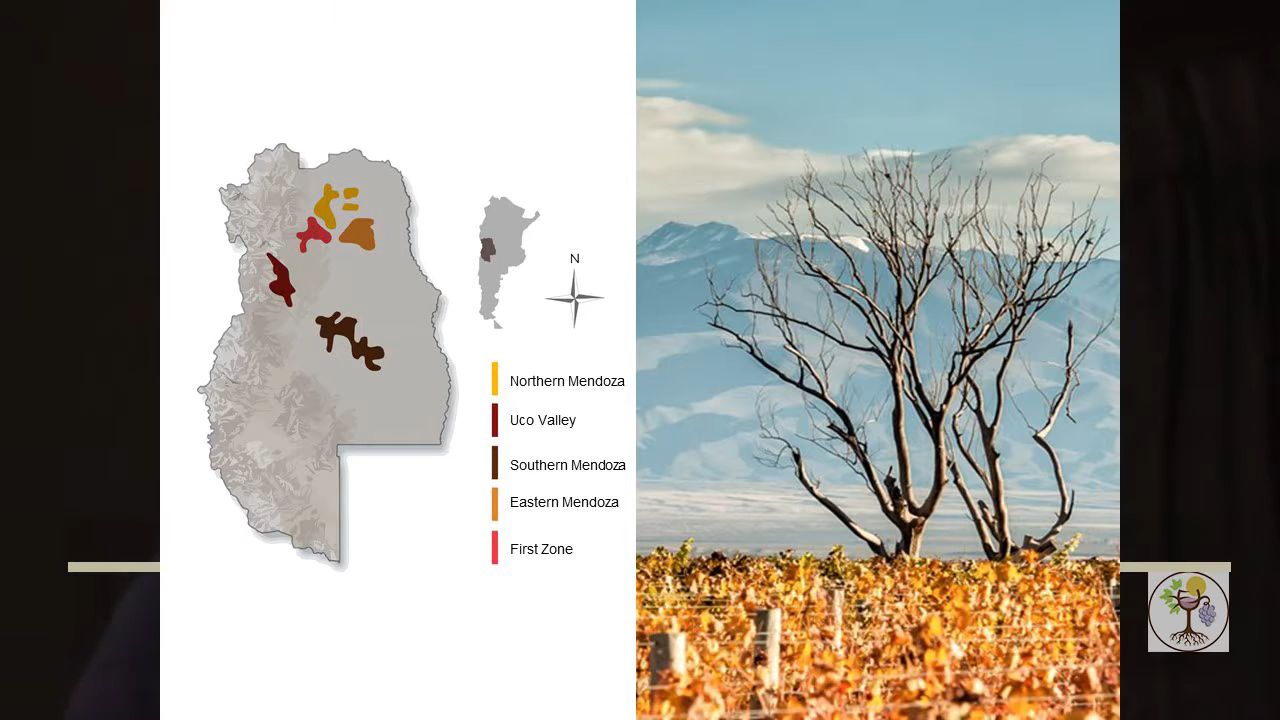 N
Northern Mendoza
Uco Valley
Southern Mendoza
Eastern Mendoza
First Zone